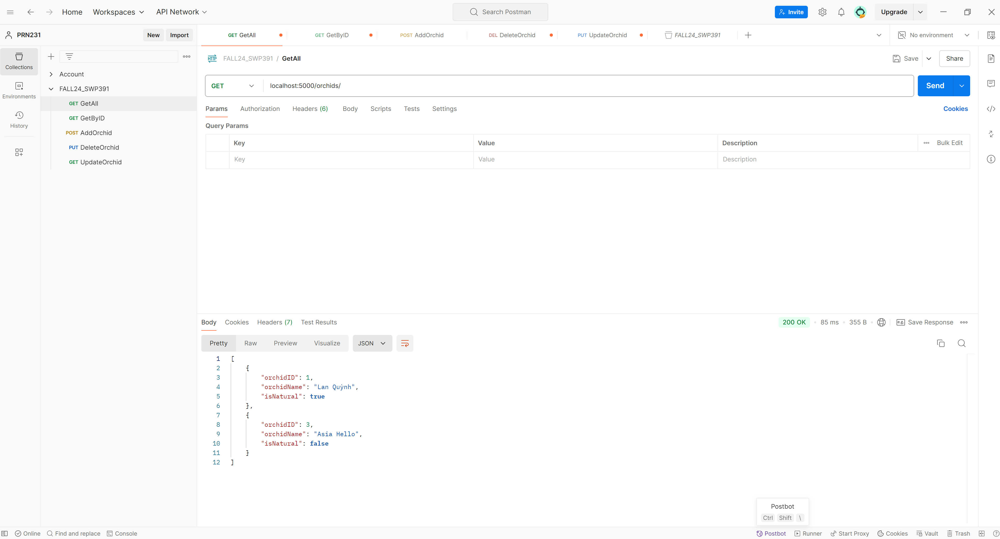 Home Workspaces API Network Search Postman Invite Upgrade
PRN231 New Import
GET GetAll GET GetByID POST AddOrchid DEL DeleteOrchid PUT UpdateOrchid FALL24_SWP391 No environment
Collections
Environments
History
Account
FALL24_SWP391
GET GetAll
GET GetByID
POST AddOrchid
PUT DeleteOrchid
GET UpdateOrchid
HTTP FALL24_SWP391 / GetAll Save Share
GET localhost:5000/orchids/ Send
Params Authorization Headers (6) Body Scripts Tests Settings Cookies
Query Params
Key Value Description Bulk Edit
Key Value Description
Body Cookies Headers (7) Test Results 200 OK 85 ms 355 B e.g. Save Response
Pretty Raw Preview Visualize JSON
1 [
2 {
3 "orchidID": 1,
4 "orchidName": "Lan Quỳnh",
5 "isNatural": true
6 },
7 {
8 "orchidID": 3,
9 "orchidName": "Asia Hello",
10 "isNatural": false
11 }
12 ]
Postbot
Ctrl Shift \
Online Find and replace Console Postbot Runner Start Proxy Cookies Vault Trash